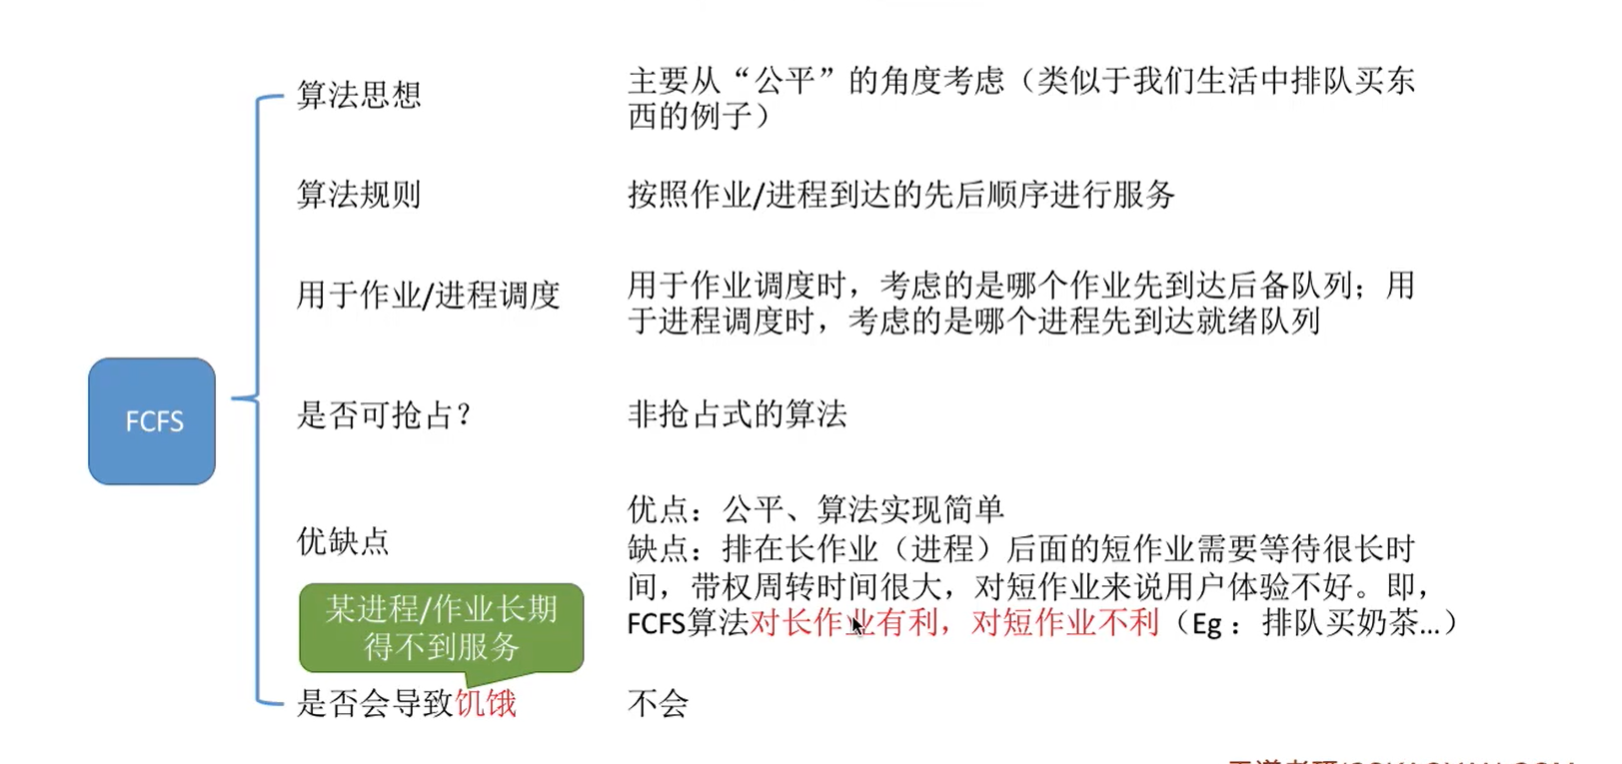 算法思想
主要从“公平”的角度考虑（类似于我们生活中排队买东
西的例子）
算法规则
按照作业/进程到达的先后顺序进行服务
用于作业/进程调度
用于作业调度时，考虑的是哪个作业先到达后备队列；用
于进程调度时，考虑的是哪个进程先到达就绪队列
FCFS
是否可抢占？
非抢占式的算法
优缺点
优点：公平、算法实现简单
缺点：排在长作业（进程）后面的短作业需要等待很长时
间，带权周转时间很大，对短作业来说用户体验不好。即，
FCFS算法对长作业有利，对短作业不利（Eg：排队买奶茶…）
某进程/作业长期
得不到服务
是否会导致饥饿
不会